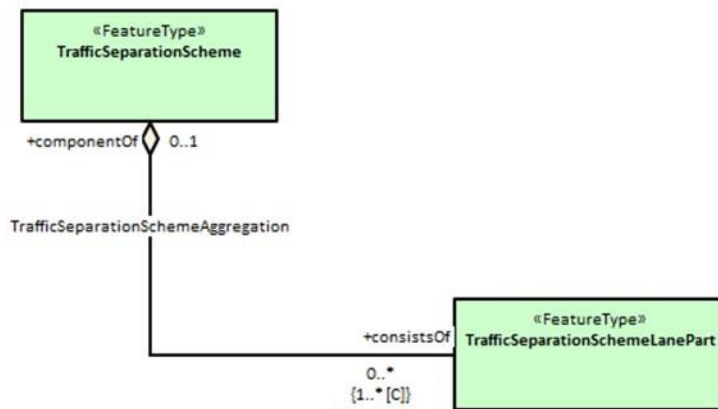 «FeatureType»
TrafficSeparationScheme
+componentOf 0..1
TrafficSeparationSchemeAggregation
«FeatureType»
TrafficSeparationSchemeLanePart
+consistsOf
0..*
{1..* [C]}